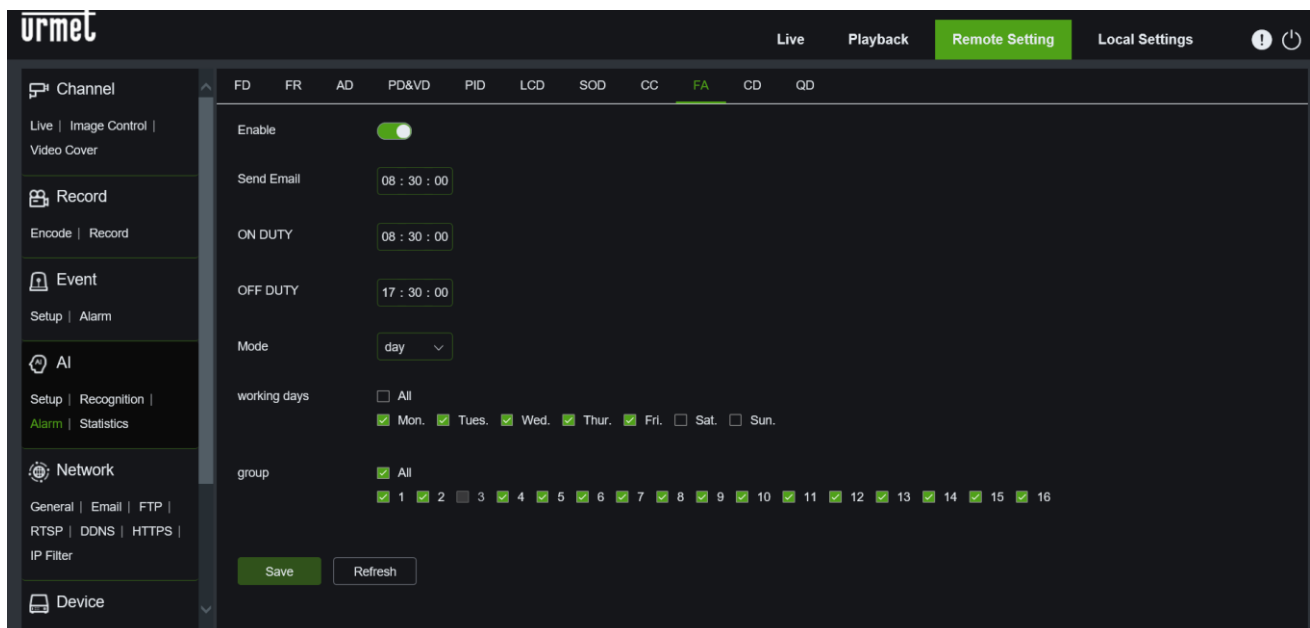 urmet
Live Playback Remote Setting Local Settings
Channel
Live | Image Control |
Video Cover
Record
Encode | Record
Event
Setup | Alarm
AI
Setup | Recognition |
Alarm | Statistics
Network
General | Email | FTP |
RTSP | DDNS | HTTPS |
IP Filter
Device
FD FR AD PD&VD PID LCD SOD CC FA CD QD
Enable
Send Email 08 : 30 : 00
ON DUTY 08 : 30 : 00
OFF DUTY 17 : 30 : 00
Mode day
working days All
Mon. Tues. Wed. Thur. Fri. Sat. Sun.
group All
1 2 3 4 5 6 7 8 9 10 11 12 13 14 15 16
Save Refresh